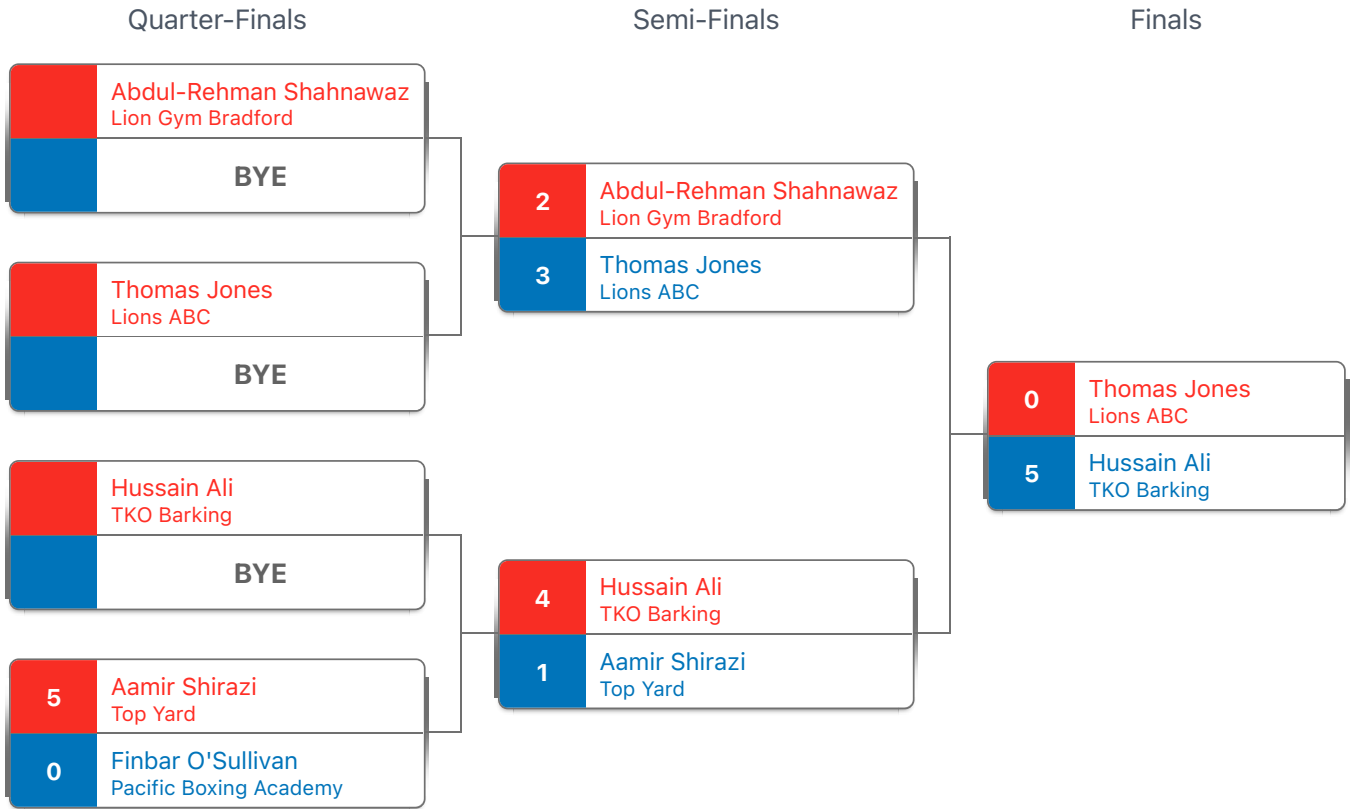 Quarter-Finals
Semi-Finals
Finals
Abdul-Rehman Shahnawaz
Lion Gym Bradford
BYE
Thomas Jones
Lions ABC
BYE
Hussain Ali
TKO Barking
BYE
5
Aamir Shirazi
Top Yard
0
Finbar O'Sullivan
Pacific Boxing Academy
2
Abdul-Rehman Shahnawaz
Lion Gym Bradford
3
Thomas Jones
Lions ABC
4
Hussain Ali
TKO Barking
1
Aamir Shirazi
Top Yard
0
Thomas Jones
Lions ABC
5
Hussain Ali
TKO Barking